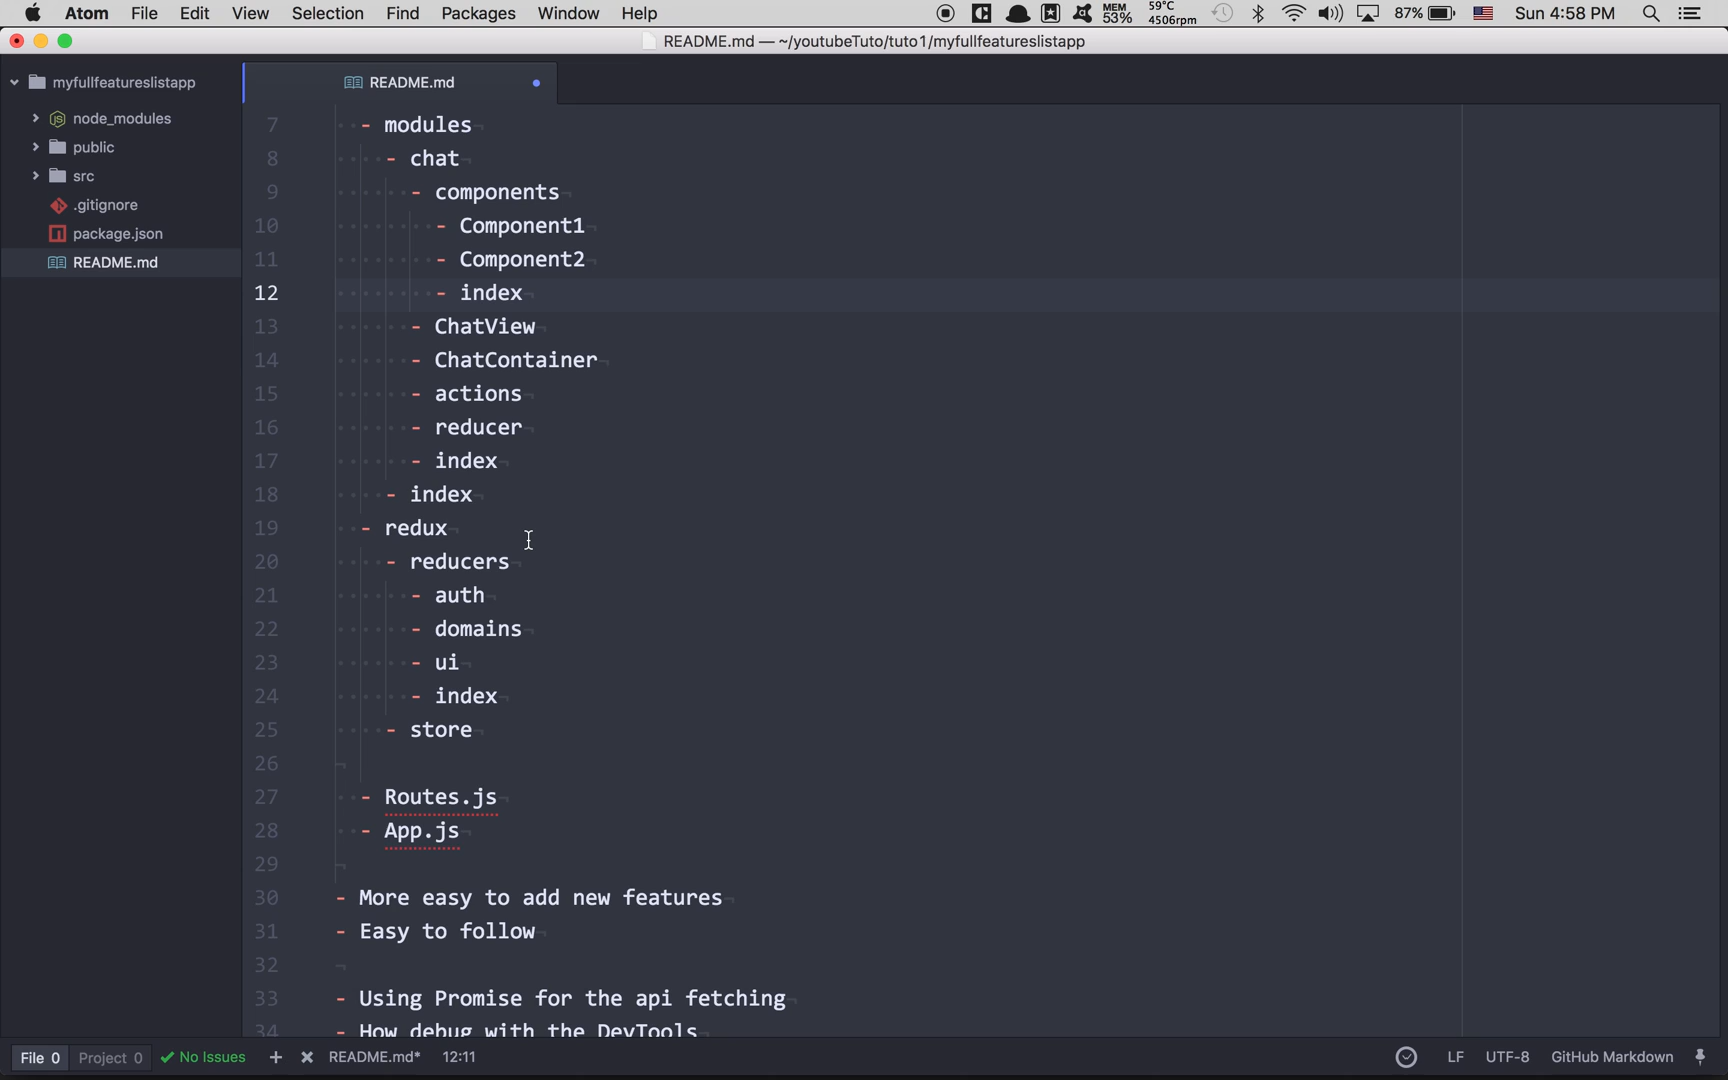 Atom File Edit View Selection Find Packages Window Help MEM 53% 59°C 4506rpm 87% Sun 4:58 PM
README.md — ~/youtubeTuto/tuto1/myfullfeatureslistapp
myfullfeatureslistapp
node_modules
public
src
.gitignore
package.json
README.md
README.md
7 - modules
8 - chat
9 - components
10 - Component1
11 - Component2
12 - index
13 - ChatView
14 - ChatContainer
15 - actions
16 - reducer
17 - index
18 - index
19 - redux
20 - reducers
21 - auth
22 - domains
23 - ui
24 - index
25 - store
26
27 - Routes.js
28 - App.js
29
30 - More easy to add new features
31 - Easy to follow
32
33 - Using Promise for the api fetching
34 - How debug with the DevTools
File 0 Project 0 No Issues README.md* 12:11 LF UTF-8 GitHub Markdown